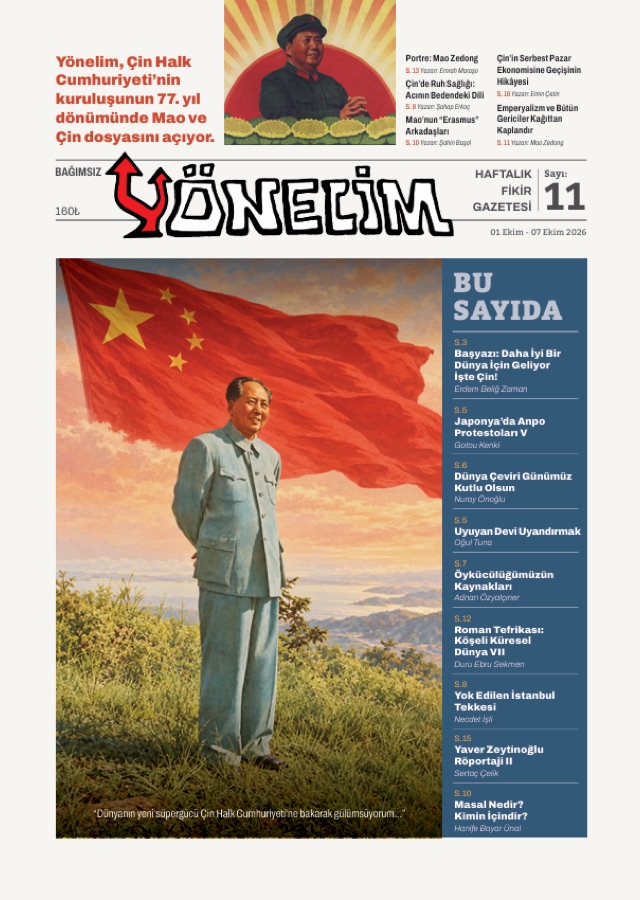 Yönelim, Çin Halk
Cumhuriyeti'nin
kuruluşunun 77. yıl
dönümünde Mao ve
Çin dosyasını açıyor.
Portre: Mao Zedong
S. 13 Yazan: Emrah Maraşo
Çin'de Ruh Sağlığı:
Acının Bedendeki Dili
S. 9 Yazan: Şahap Erkoç
Mao'nun "Erasmus"
Arkadaşları
S. 10 Yazan: Şahin Başol
Çin'in Serbest Pazar
Ekonomisine Geçişinin
Hikâyesi
S. 16 Yazan: Emin Çetin
Emperyalizm ve Bütün
Gericiler Kağıttan
Kaplandır
S. 11 Yazan: Mao Zedong
BAĞIMSIZ
160₺
YÖNELİM
HAFTALIK
FİKİR
GAZETESİ
Sayı:
11
01 Ekim - 07 Ekim 2026
BU
SAYIDA
S.3
Başyazı: Daha İyi Bir
Dünya İçin Geliyor
İşte Çin!
Erdem Beliğ Zaman
S.5
Japonya'da Anpo
Protestoları V
Gotou Kenki
S.6
Dünya Çeviri Günümüz
Kutlu Olsun
Nuray Önoğlu
S.5
Uyuyan Devi Uyandırmak
Oğul Tuna
S.7
Öykücülüğümüzün
Kaynakları
Adnan Özyalçıner
S.12
Roman Tefrikası:
Köşeli Küresel
Dünya VII
Duru Ebru Sekmen
S.8
Yok Edilen İstanbul
Tekkesi
Necdet İşli
S.15
Yaver Zeytinoğlu
Röportaji II
Sertaç Çelik
S.10
Masal Nedir?
Kimin İçindir?
Hanife Bayar Ünal
"Dünyanın yeni süpergücü Çin Halk Cumhuriyeti'ne bakarak gülümsüyorum..."